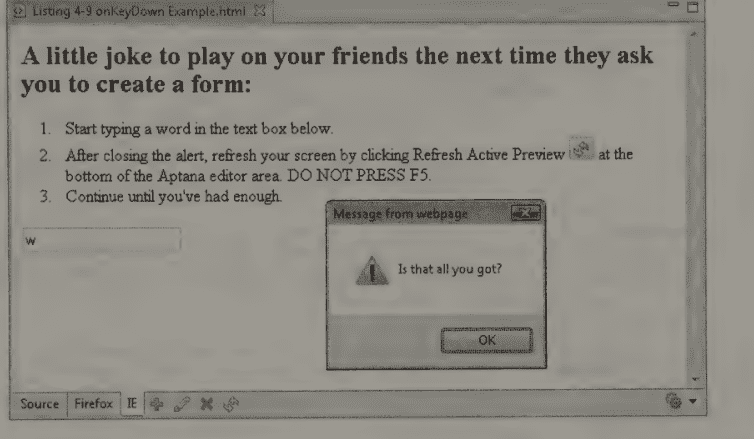 Listing 4-9 onKeyDown Example.html
A little joke to play on your friends the next time they ask
you to create a form:
1. Start typing a word in the text box below.
2. After closing the alert, refresh your screen by clicking Refresh Active Preview at the
bottom of the Aptana editor area. DO NOT PRESS F5.
3. Continue until you've had enough.
Message from webpage
w
Is that all you got?
OK
Source Firefox IE